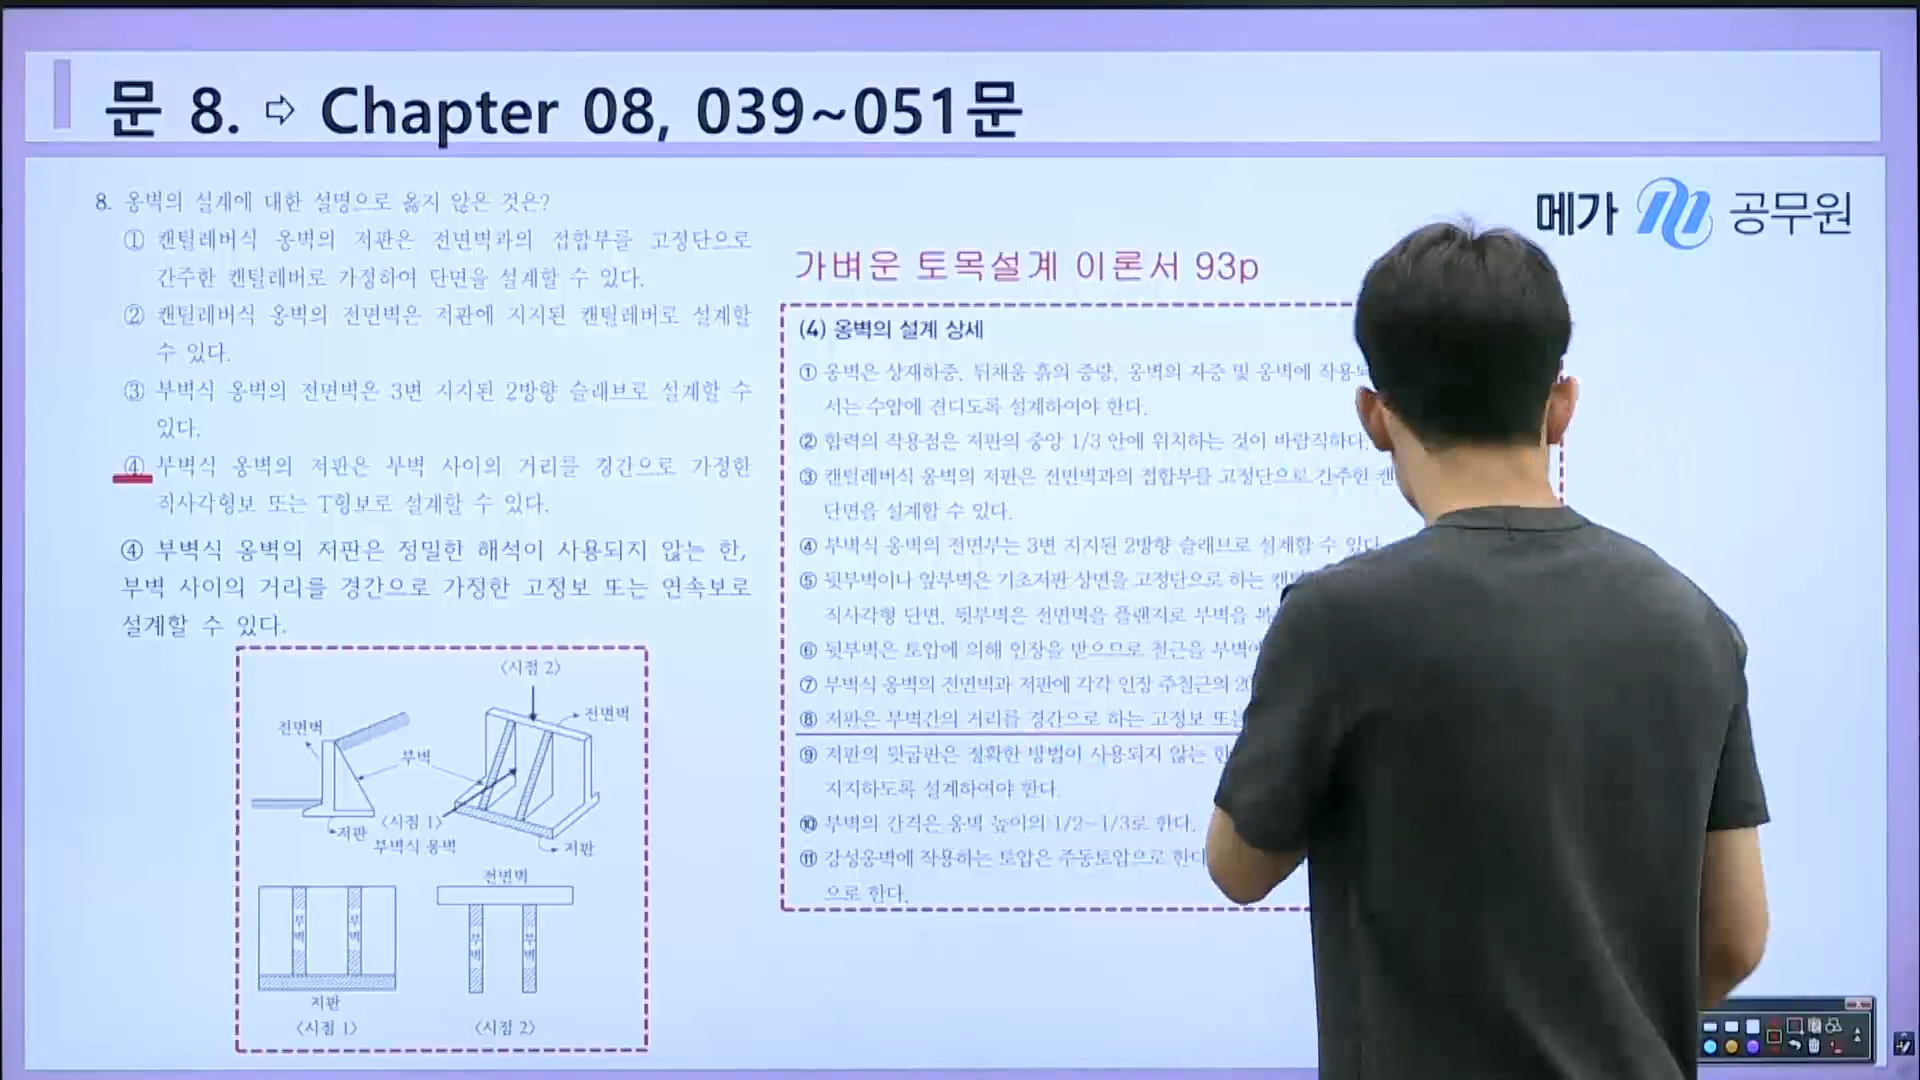 문 8. ⇨ Chapter 08, 039~051문
메가 공무원
8. 옹벽의 설계에 대한 설명으로 옳지 않은 것은?
① 캔틸레버식 옹벽의 저판은 전면벽과의 접합부를 고정단으로
간주한 캔틸레버로 가정하여 단면을 설계할 수 있다.
② 캔틸레버식 옹벽의 전면벽은 저판에 지지된 캔틸레버로 설계할
수 있다.
③ 부벽식 옹벽의 전면벽은 3변 지지된 2방향 슬래브로 설계할 수
있다.
④ 부벽식 옹벽의 저판은 부벽 사이의 거리를 경간으로 가정한
직사각형보 또는 T형보로 설계할 수 있다.
④ 부벽식 옹벽의 저판은 정밀한 해석이 사용되지 않는 한,
부벽 사이의 거리를 경간으로 가정한 고정보 또는 연속보로
설계할 수 있다.
〈시점 2〉
전면벽
전면벽
부벽
〈시점 1〉
저판
부벽식 옹벽
저판
전면벽
부벽
부벽
부벽
부벽
저판
〈시점 1〉
〈시점 2〉
가벼운 토목설계 이론서 93p
(4) 옹벽의 설계 상세
① 옹벽은 상재하중, 뒤채움 흙의 중량, 옹벽의 자중 및 옹벽에 작용
서는 수압에 견디도록 설계하여야 한다.
② 합력의 작용점은 저판의 중앙 1/3 안에 위치하는 것이 바람직하다.
③ 캔틸레버식 옹벽의 저판은 전면벽과의 접합부를 고정단으로 간주한 캔
단면을 설계할 수 있다.
④ 부벽식 옹벽의 전면부는 3변 지지된 2방향 슬래브로 설계할 수 있다.
⑤ 뒷부벽이나 앞부벽은 기초저판 상면을 고정단으로 하는
직사각형 단면, 뒷부벽은 전면벽을 플랜지로 부벽을
⑥ 뒷부벽은 토압에 의해 인장을 받으므로 철근을 부벽에
⑦ 부벽식 옹벽의 전면벽과 저판에 각각 인장 주철근의
⑧ 저판은 부벽간의 거리를 경간으로 하는 고정보 또는
⑨ 저판의 뒷굽판은 정확한 방법이 사용되지 않는 한
지지하도록 설계하여야 한다.
⑩ 부벽의 간격은 옹벽 높이의 1/2~1/3로 한다.
⑪ 강성옹벽에 작용하는 토압은 주동토압으로 한다
으로 한다.